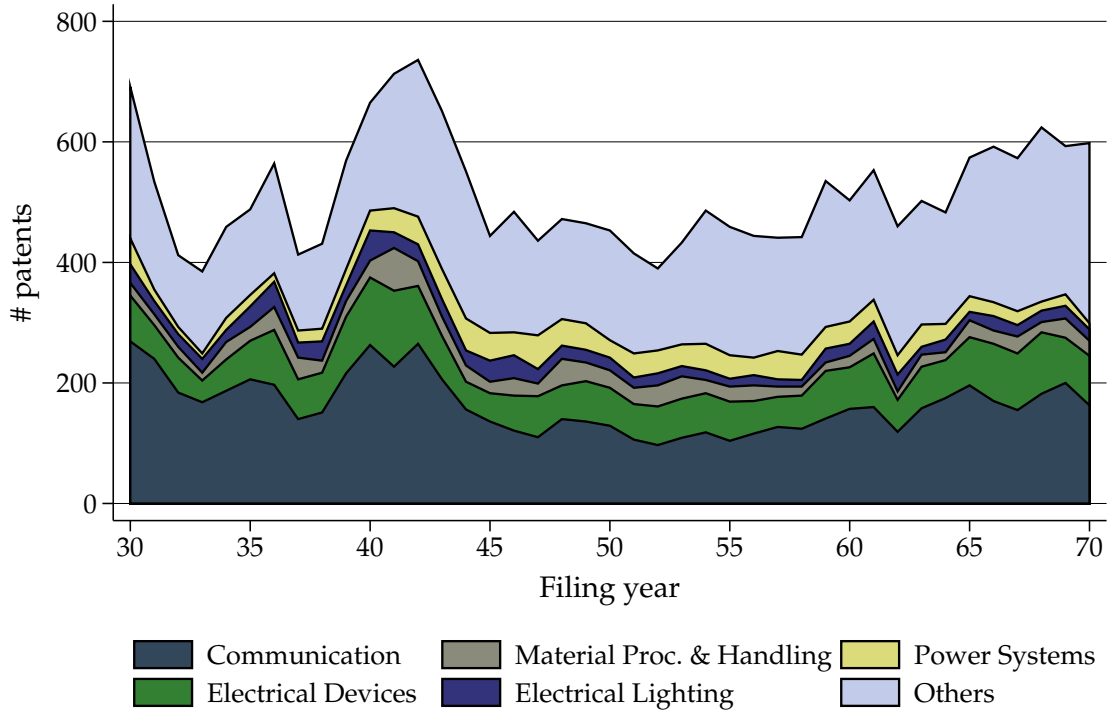 # patents
800
600
400
200
0
30 35 40 45 50 55 60 65 70
Filing year
Communication Material Proc. & Handling Power Systems
Electrical Devices Electrical Lighting Others